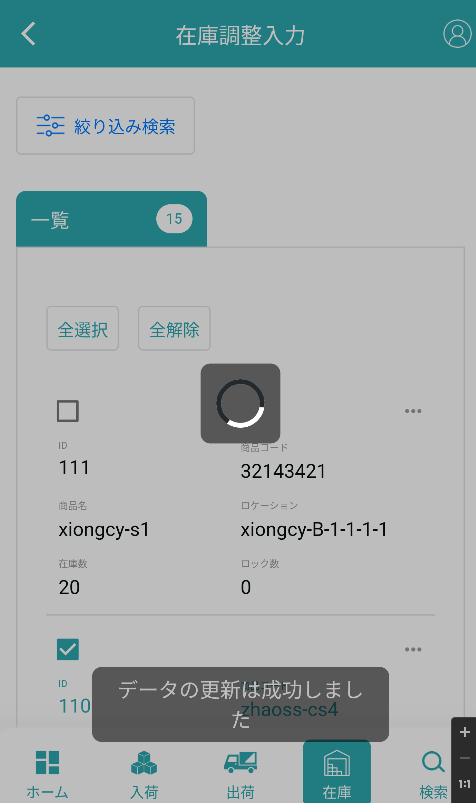 在庫調整入力
絞り込み検索
一覧 15
全選択 全解除
ID 商品コード
111 32143421
商品名 ロケーション
xiongcy-s1 xiongcy-B-1-1-1-1
在庫数 ロック数
20 0
ID
110 zhaoss-cs4
データの更新は成功しまし
た
ホーム 入荷 出荷 在庫 検索
1:1